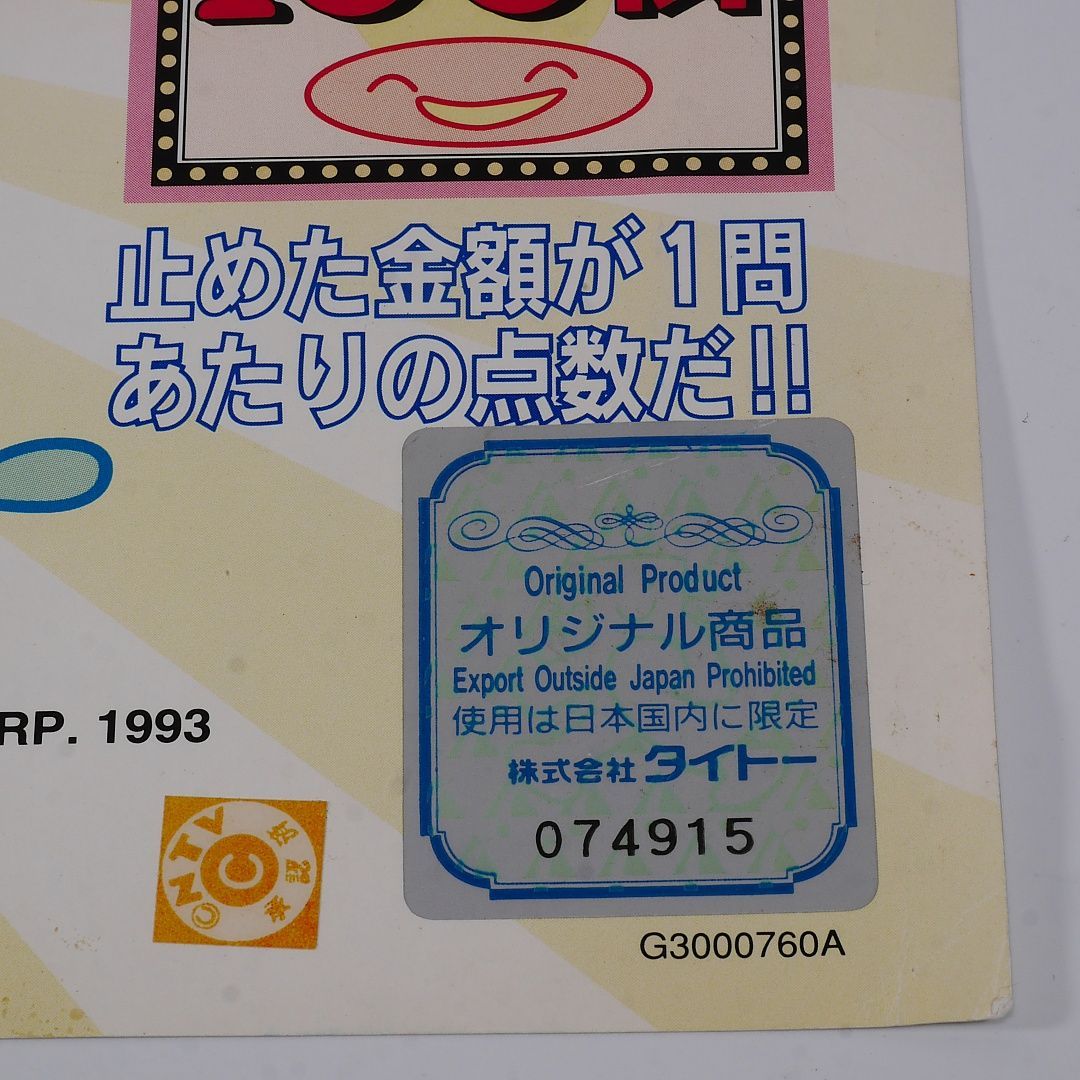 止めた金額が1問
あたりの点数だ!!
Original Product
オリジナル商品
Export Outside Japan Prohibited
使用は日本国内に限定
株式会社 タイトー
074915
RP. 1993
NTV
C
G3000760A